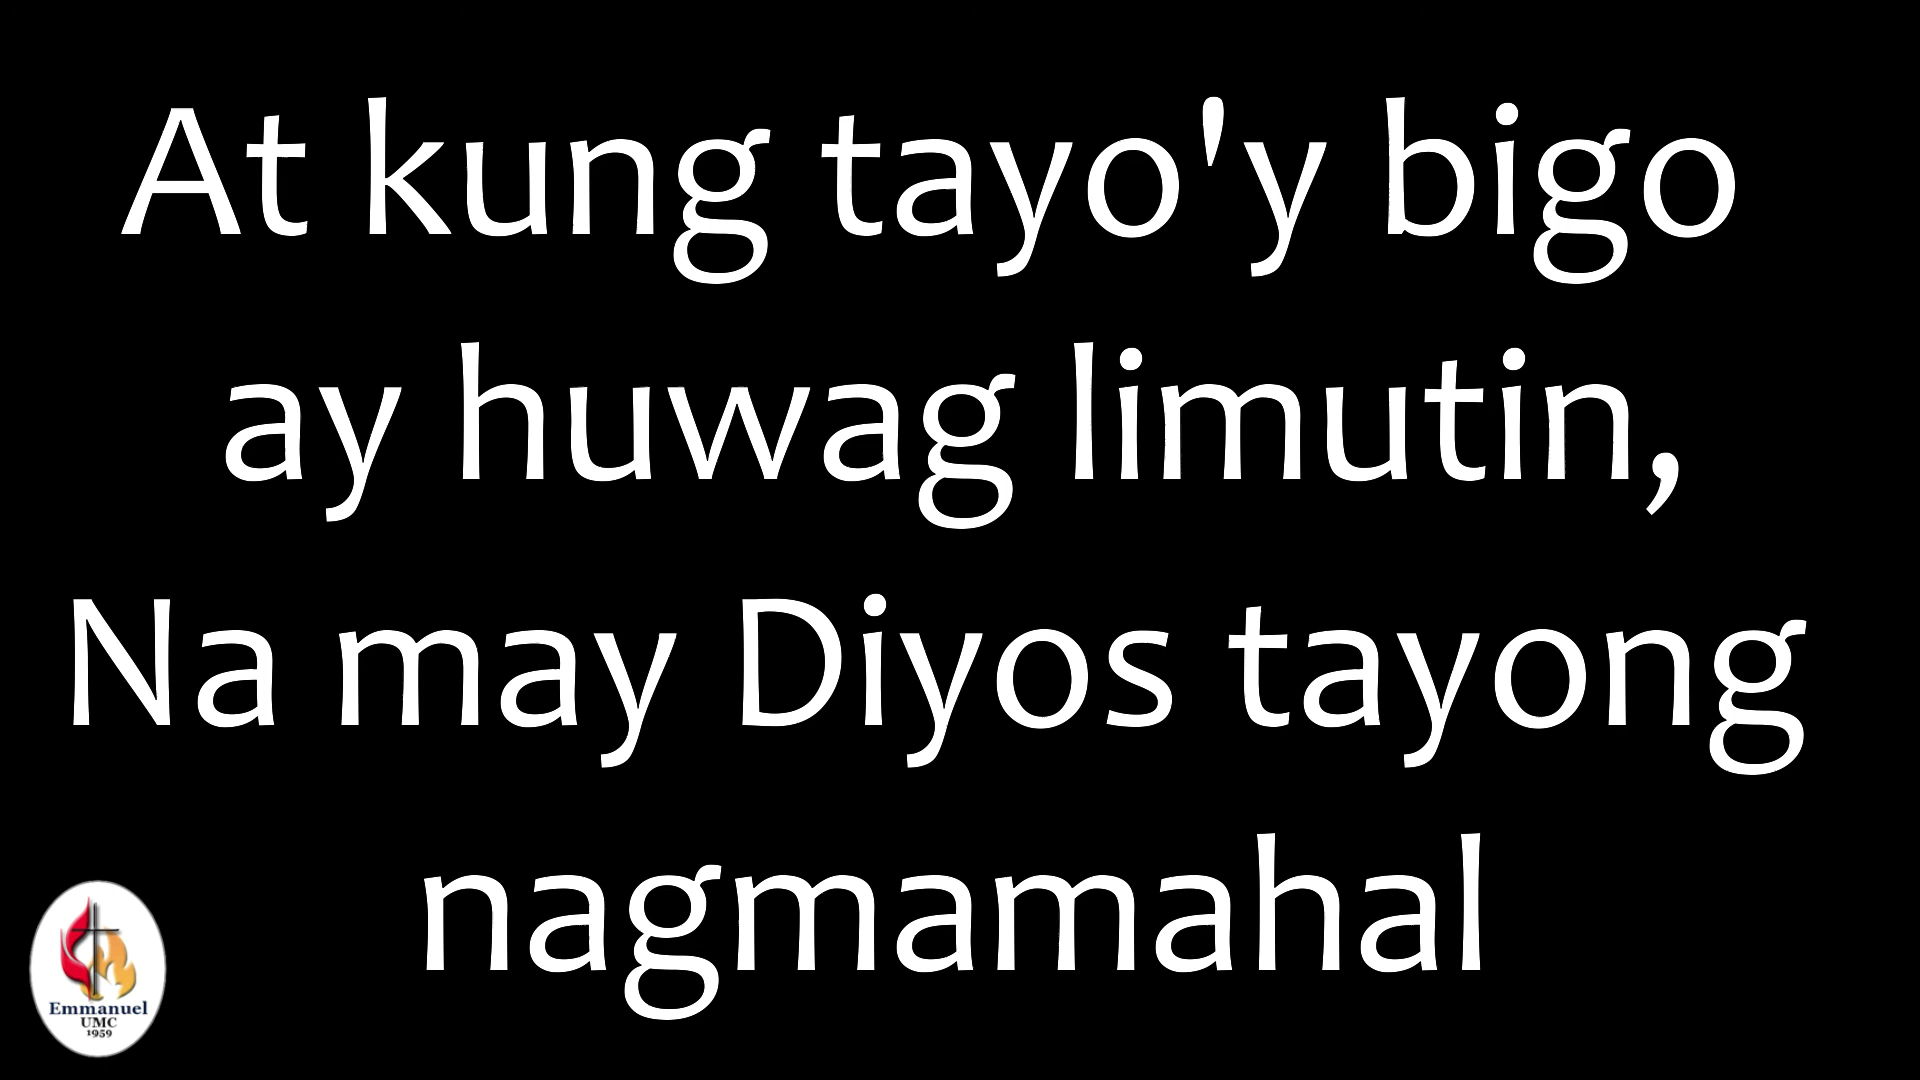 At kung tayo'y bigo
ay huwag limutin,
Na may Diyos tayong
nagmamahal
Emmanuel
UMC
1959